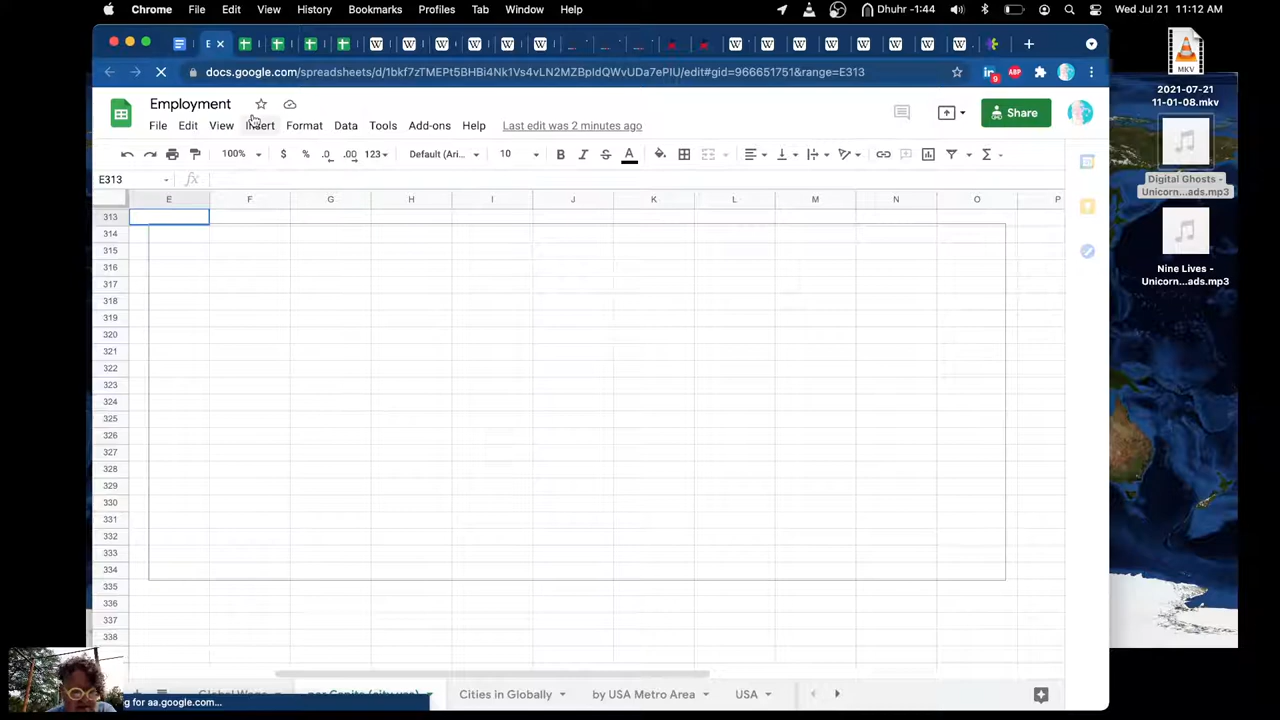 Chrome File Edit View History Bookmarks Profiles Tab Window Help Dhuhr -1:44 Wed Jul 21 11:12 AM
docs.google.com/spreadsheets/d/1bkf7zTMEPt5BHBi4Nk1Vs4vLN2MZBpIdQWvUDa7ePIU/edit#gid=966651751&range=E313
9 ABP
MKV
2021-07-21
11-01-08.mkv
Employment
Share
File Edit View Insert Format Data Tools Add-ons Help Last edit was 2 minutes ago
100% $ % .0 .00 123 Default (Ari... 10 B I S A
E313 fx
Digital Ghosts -
Unicorn...ads.mp3
Nine Lives -
Unicorn...ads.mp3
E F G H J K L M N O P
313
314
315
316
317
318
319
320
321
322
323
324
325
326
327
328
329
330
331
332
333
334
335
336
337
338
Cities in Globally by USA Metro Area USA
g for aa.google.com...